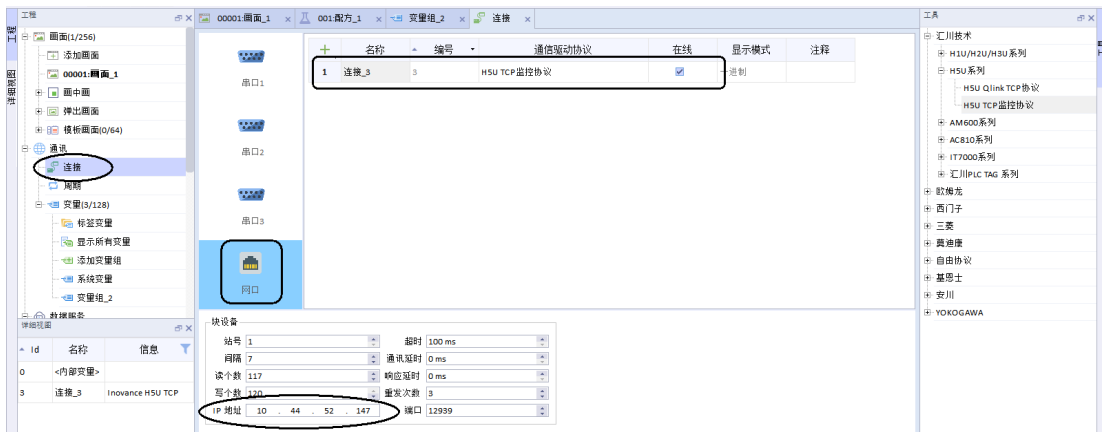 工程
工程
详细视图
画面(1/256)
添加画面
00001:画面_1
画中画
弹出画面
模板画面(0/64)
通讯
连接
周期
变量(3/128)
标签变量
显示所有变量
添加变量组
系统变量
变量组_2
数据服务
详细视图
Id 名称 信息
0 <内部变量>
3 连接_3 Inovance H5U TCP
00001:画面_1 × 001:配方_1 × 变量组_2 × 连接 ×
串口1
串口2
串口3
网口
名称 编号 通信驱动协议 在线 显示模式 注释
1 连接_3 3 H5U TCP监控协议 进制
块设备
站号 1 超时 100 ms
间隔 7 通讯延时 0 ms
读个数 117 响应延时 0 ms
写个数 120 重发次数 3
IP 地址 10 . 44 . 52 . 147 端口 12939
工具
汇川技术
H1U/H2U/H3U系列
H5U系列
H5U Qlink TCP协议
H5U TCP监控协议
AM600系列
AC810系列
IT7000系列
汇川PLC TAG 系列
欧姆龙
西门子
三菱
莫迪康
自由协议
基恩士
安川
YOKOGAWA